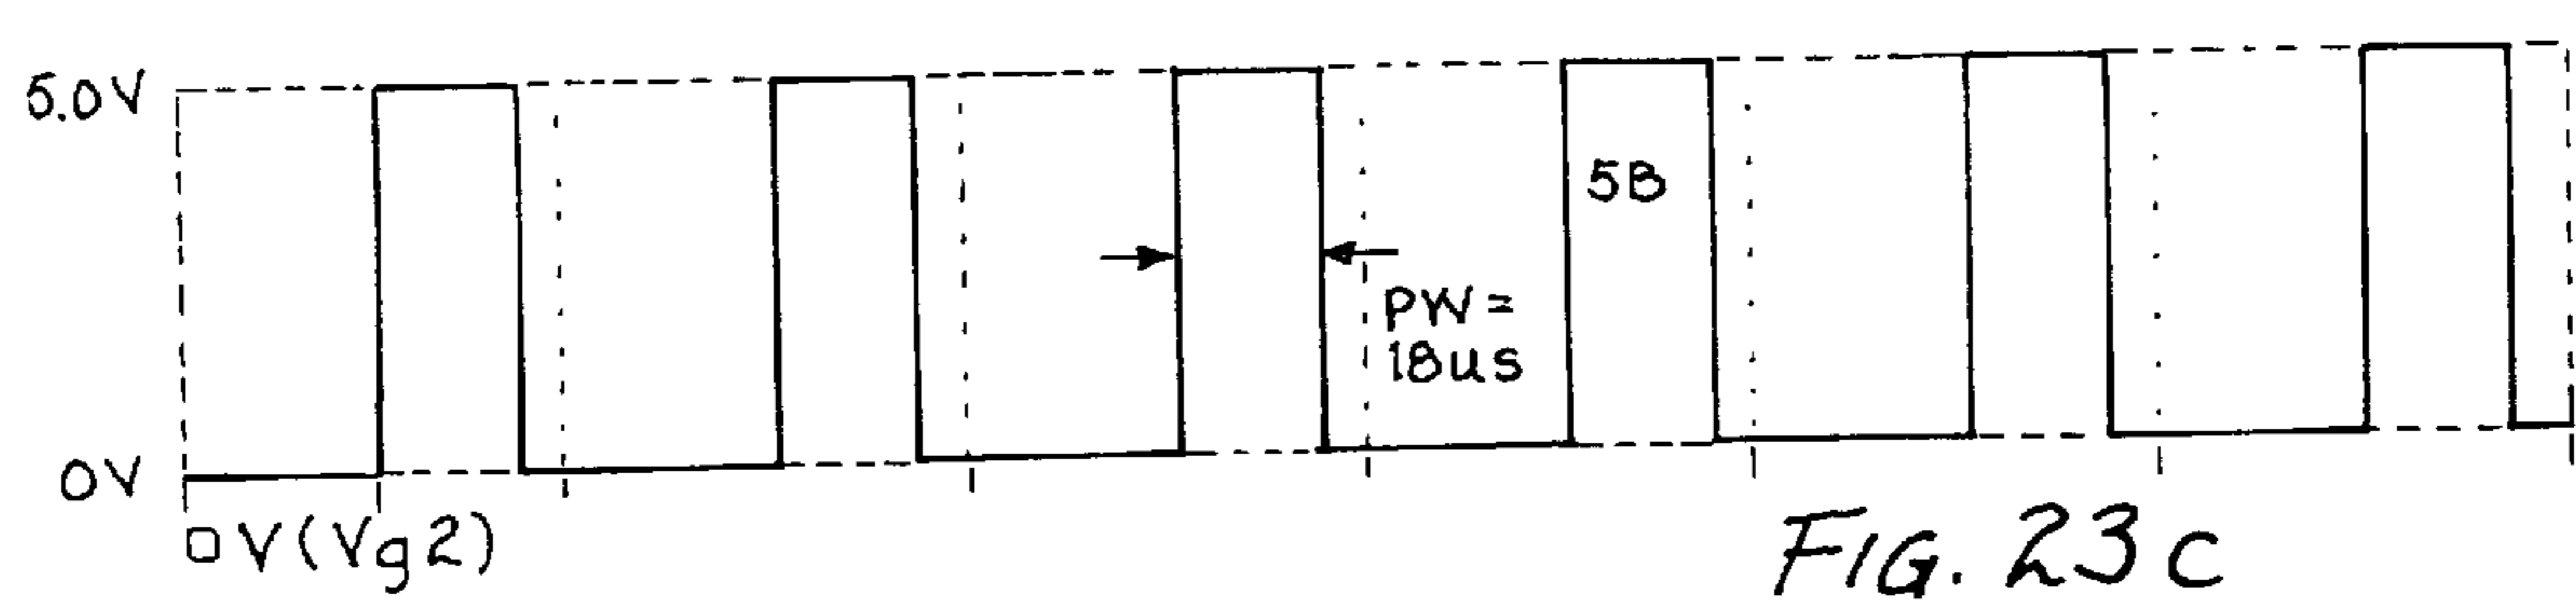 5.0V
5B
PW=
18us
0V
▫ V(Vg2)
FIG. 23c